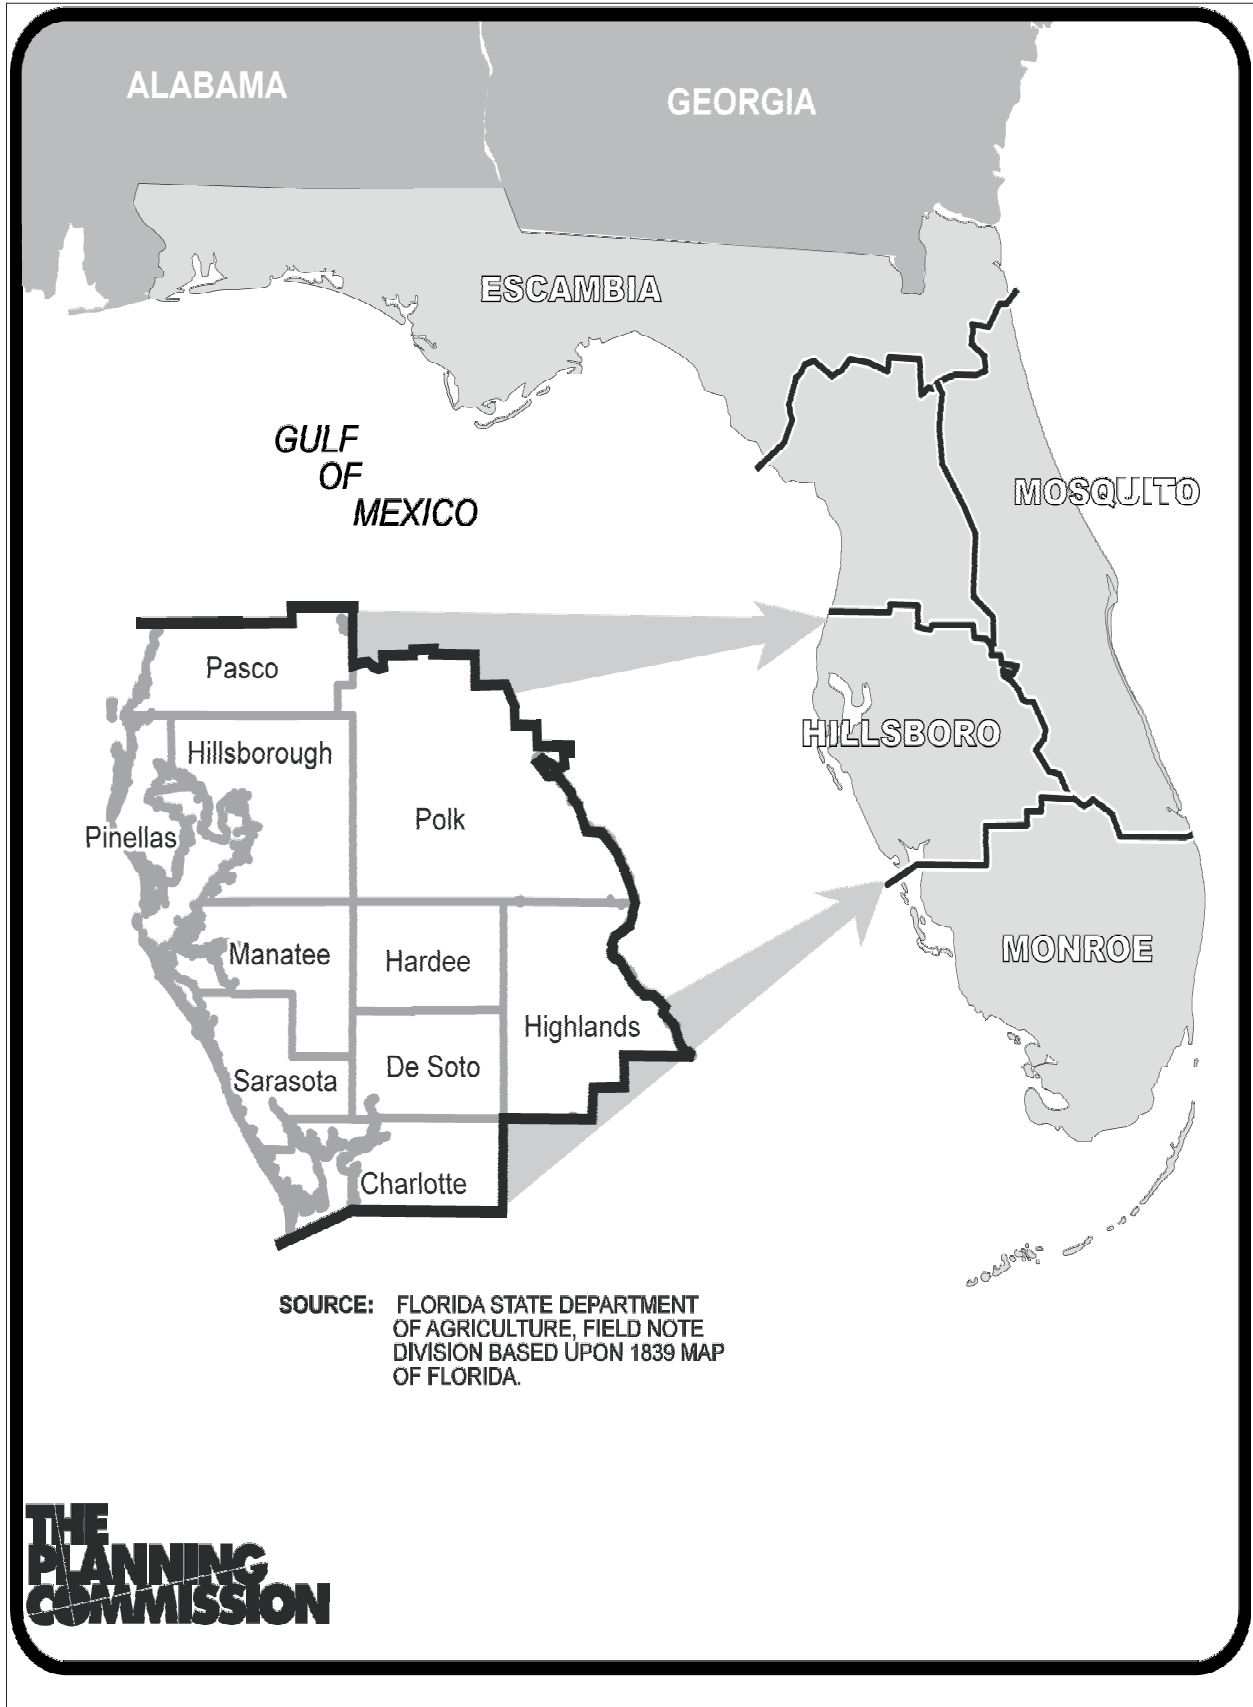 ALABAMA
GEORGIA
ESCAMBIA
GULF
OF
MEXICO
MOSQUITO
Pasco
Hillsborough
HILLSBORO
Polk
Pinellas
Manatee
Hardee
MONROE
Highlands
De Soto
Sarasota
Charlotte
SOURCE: FLORIDA STATE DEPARTMENT
OF AGRICULTURE, FIELD NOTE
DIVISION BASED UPON 1839 MAP
OF FLORIDA.
THE
PLANNING
COMMISSION